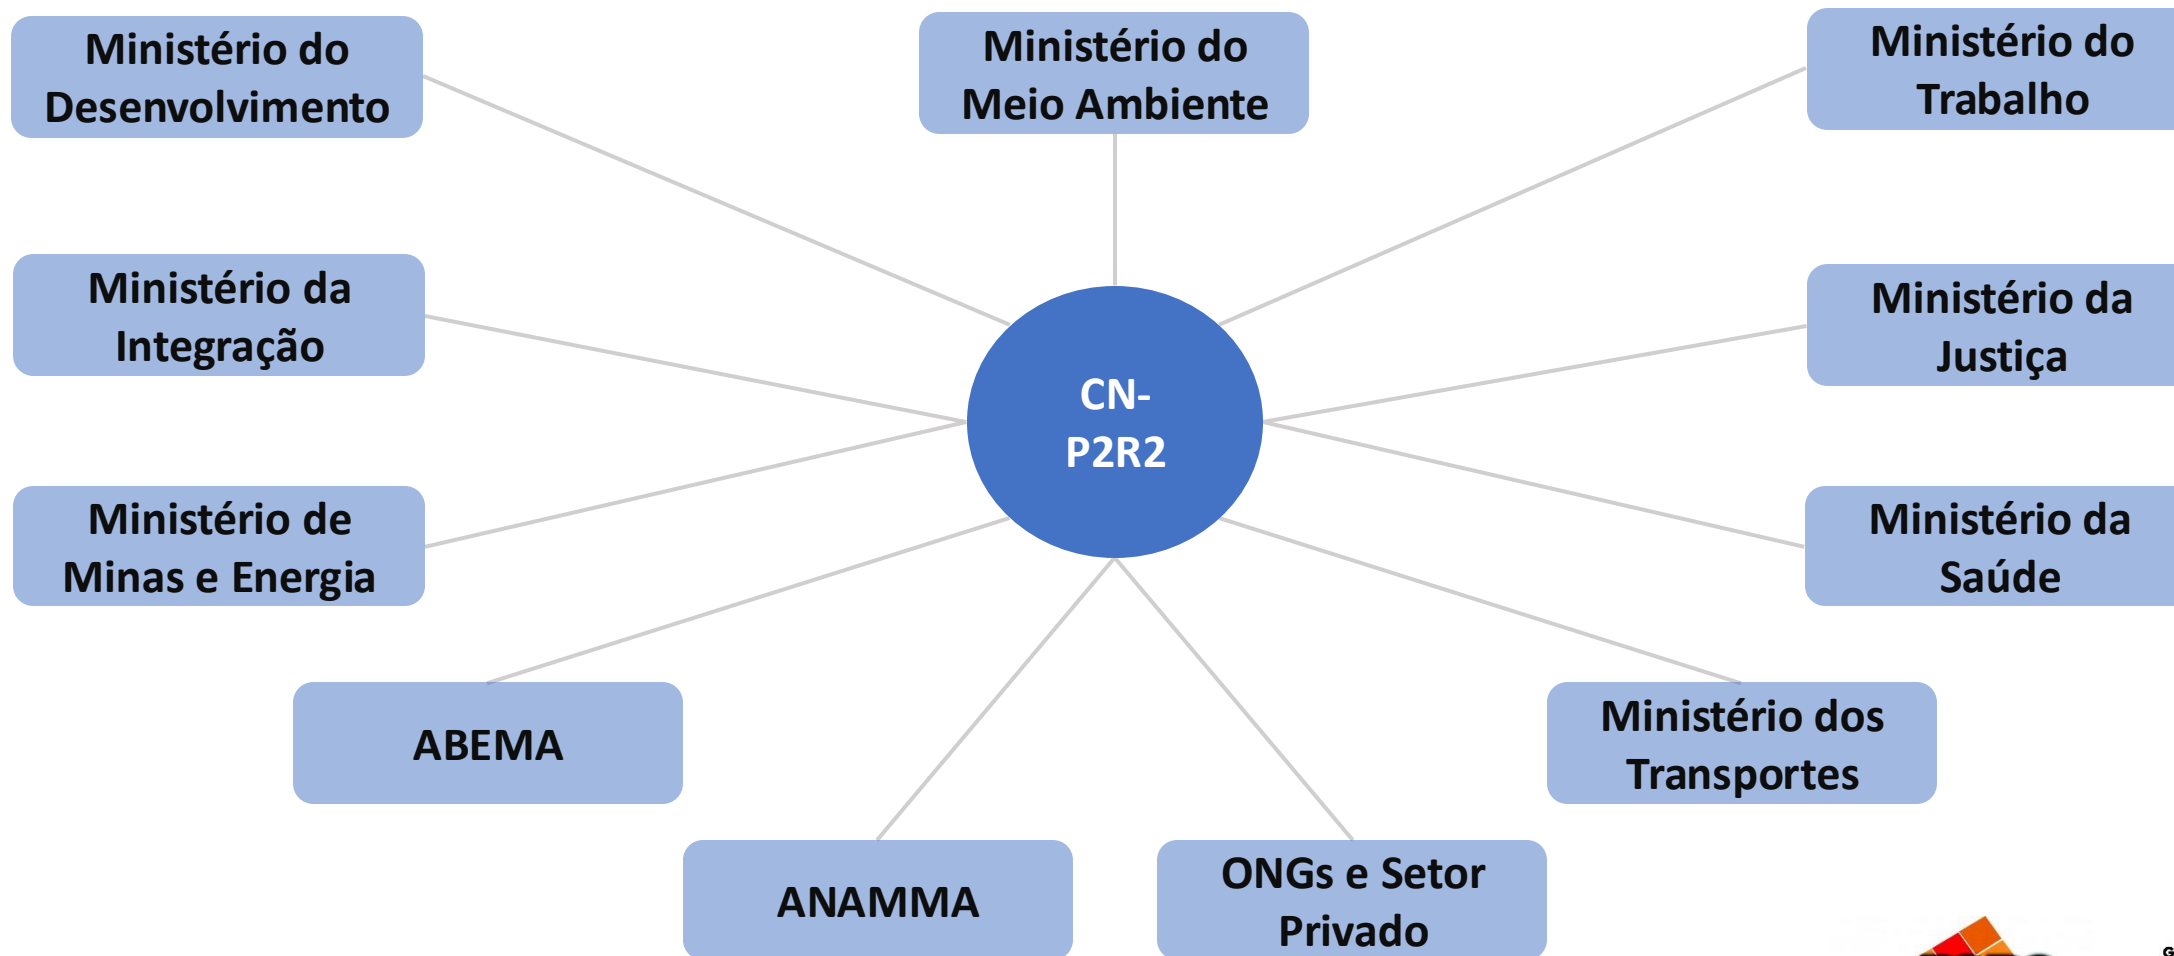 Ministério do
Desenvolvimento
Ministério do
Meio Ambiente
Ministério do
Trabalho
Ministério da
Integração
Ministério da
Justiça
CN-
P2R2
Ministério de
Minas e Energia
Ministério da
Saúde
ABEMA
Ministério dos
Transportes
ANAMMA
ONGs e Setor
Privado